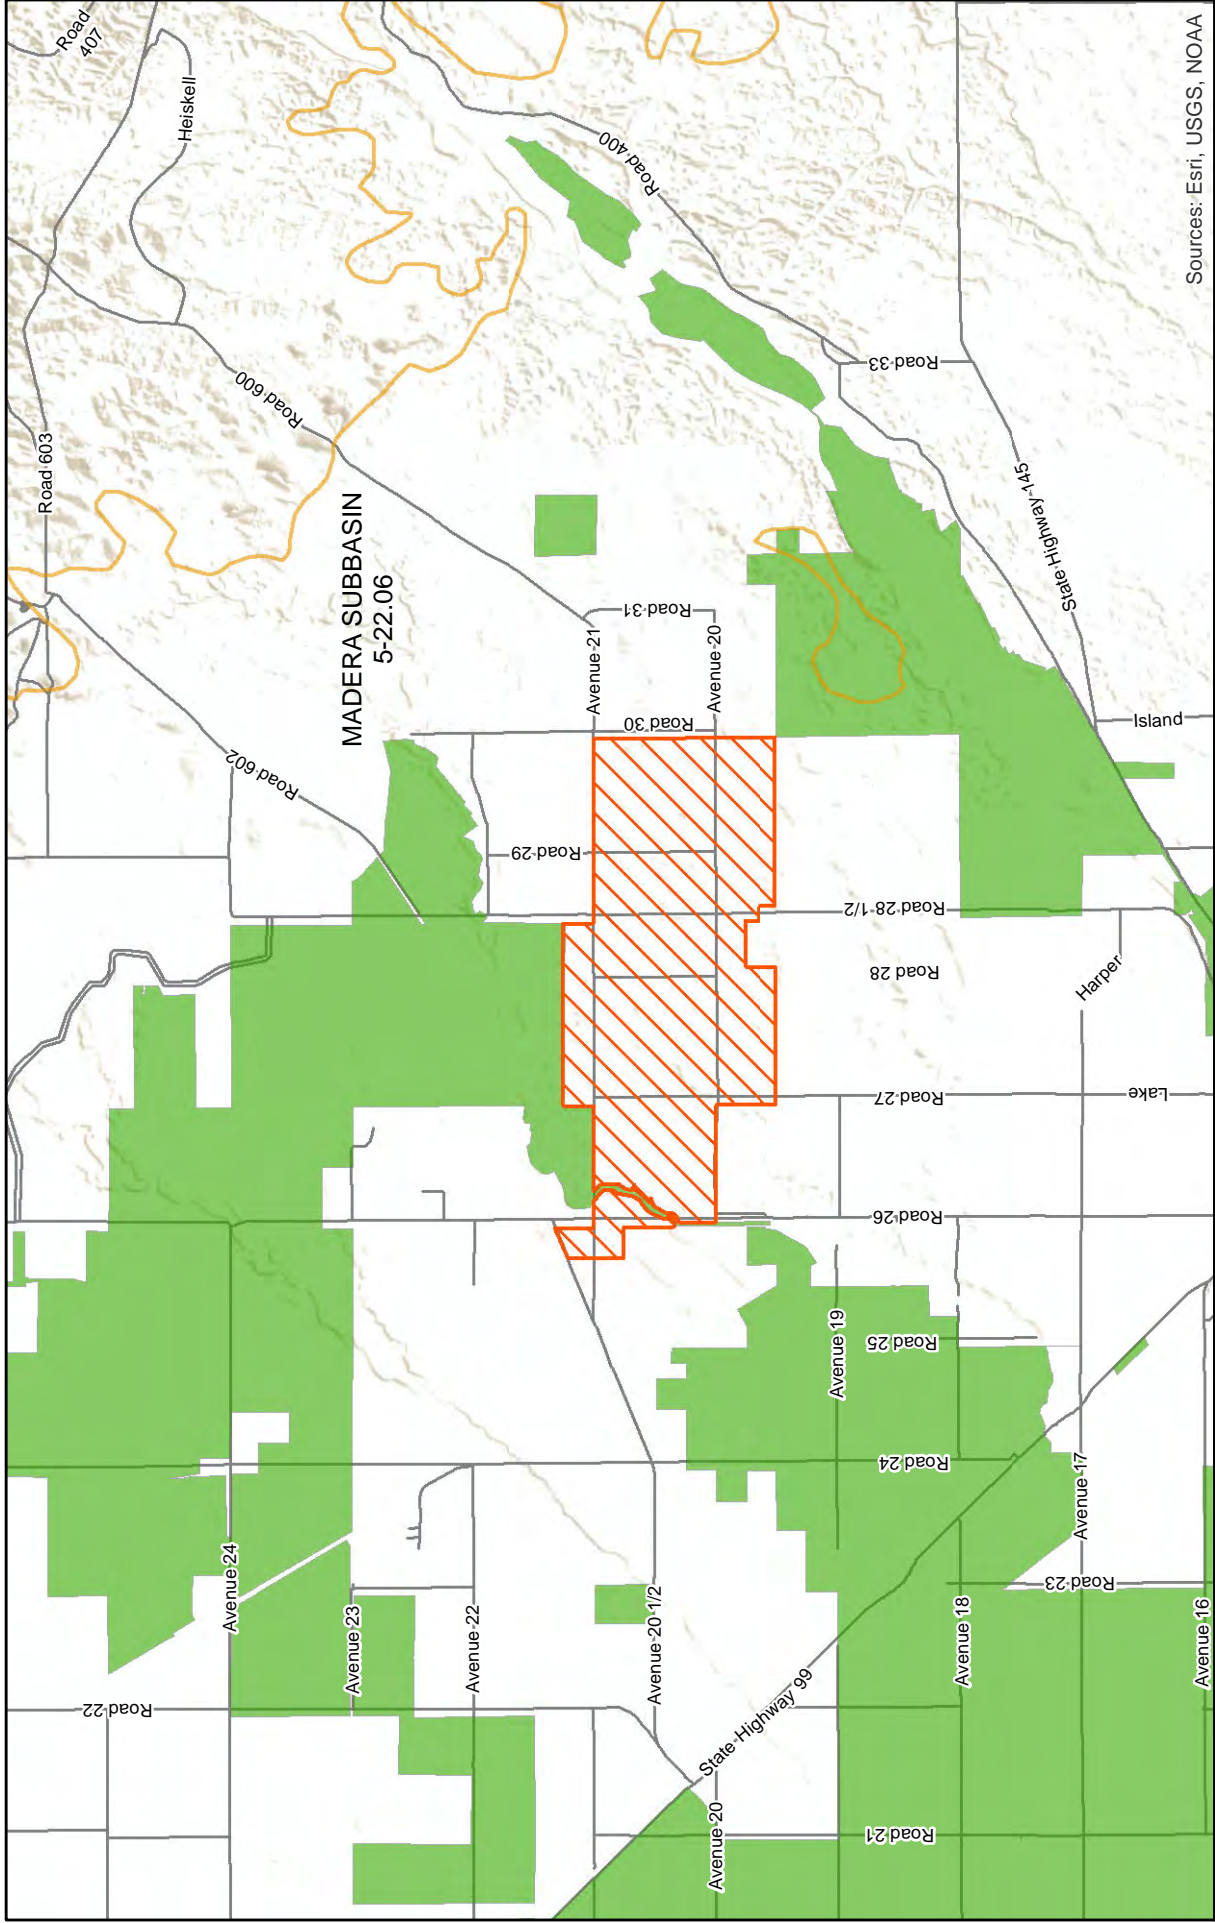 Road
407
Heiskell
Road 400
Sources: Esri, USGS, NOAA
Road 603
Road 600
Road 33
MADERA SUBBASIN
5-22.06
State Highway 145
Road 31
Avenue 21
Avenue 20
Road 30
Island
Road 602
Road 29
Road 28 1/2
Road 28
Harper
Road 27
Lake
Road 26
Avenue 19
Road 25
Road 24
Avenue 17
Avenue 24
Road 23
Avenue 23
Avenue 22
Avenue 20 1/2
Avenue 18
Avenue 16
Road 22
State Highway 99
Avenue 20
Road 21